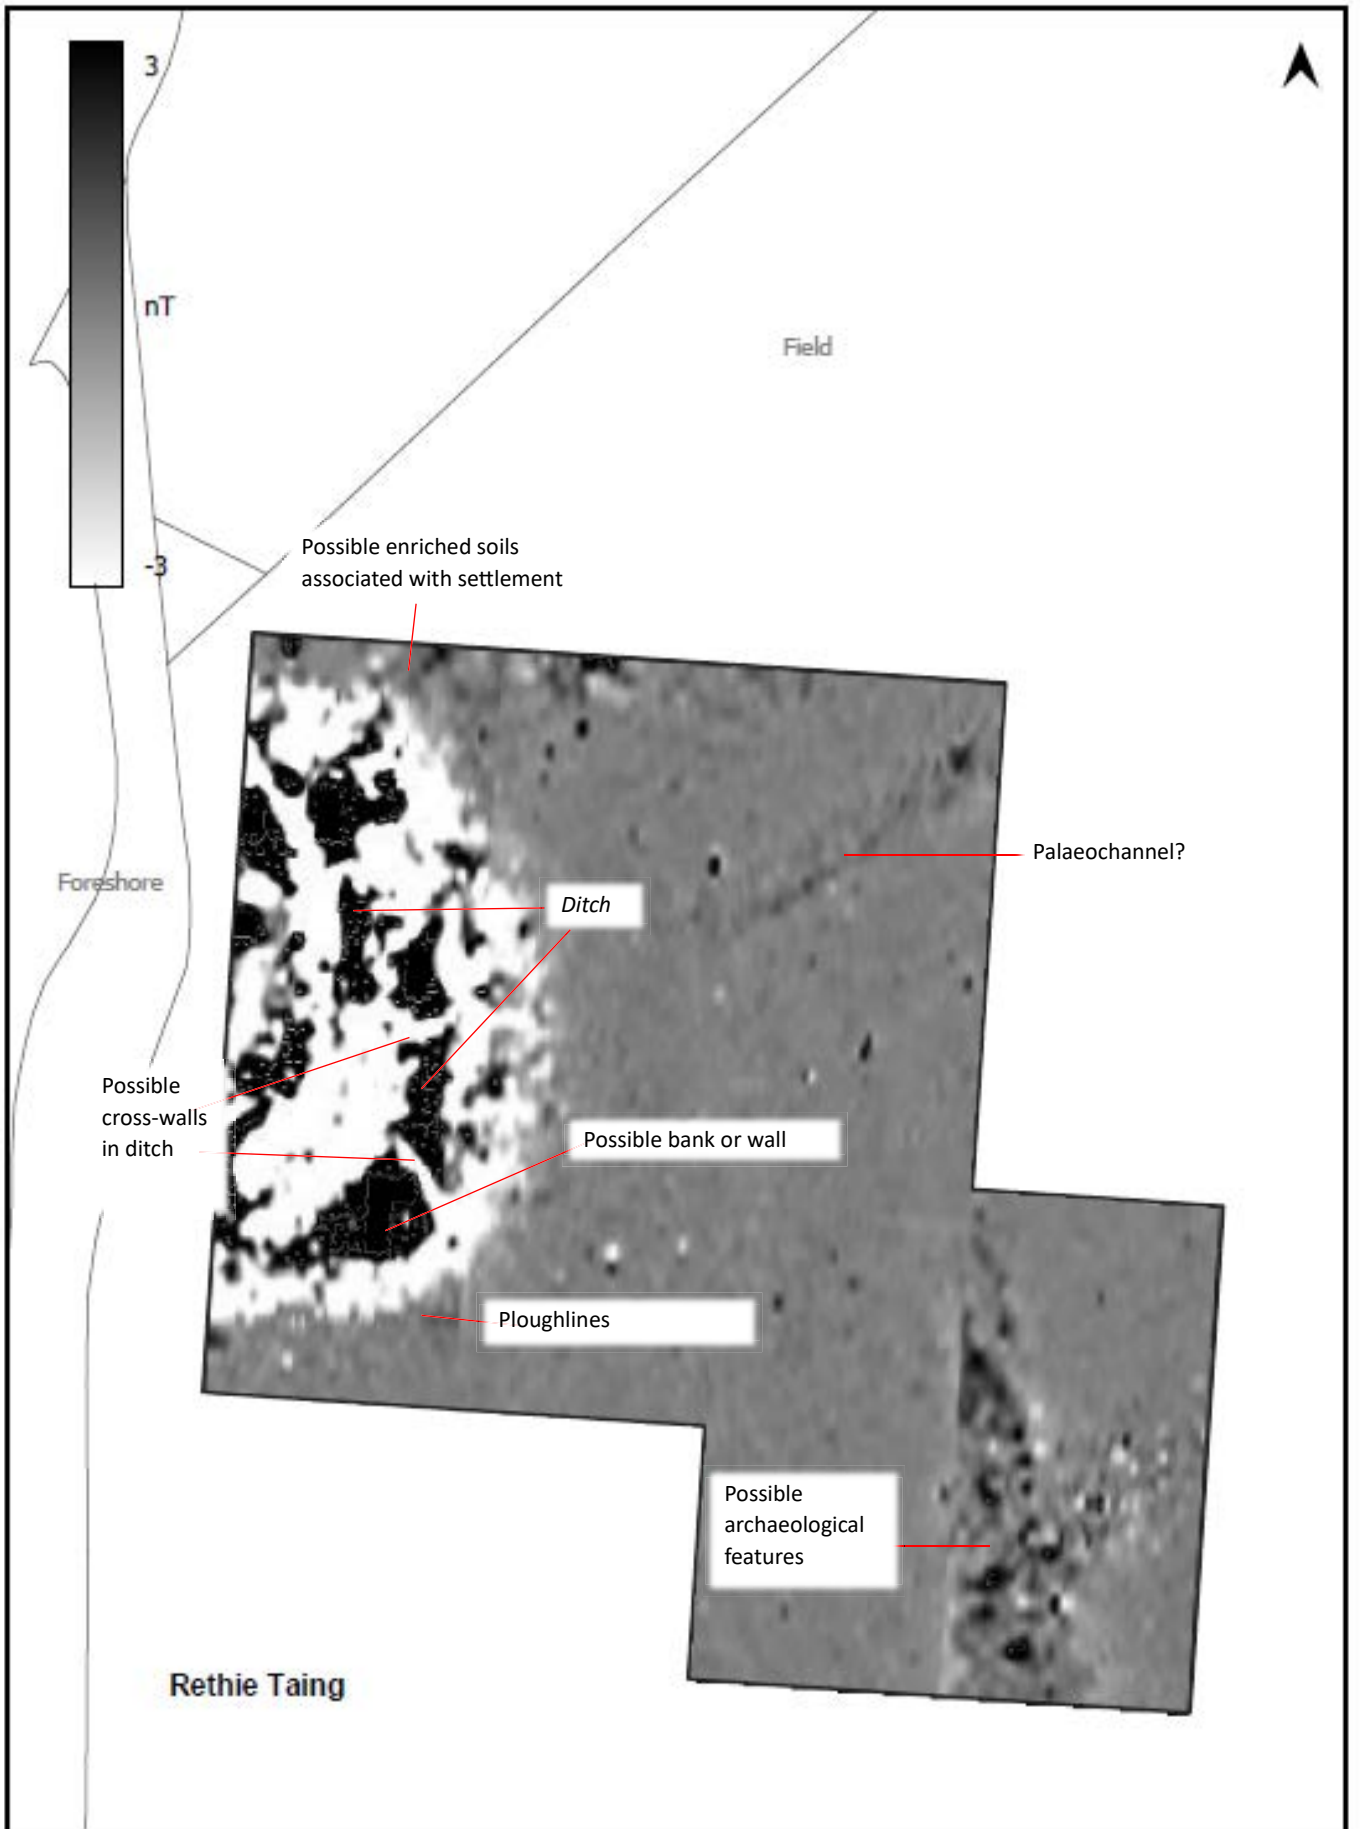 3
nT
-3
Field
Possible enriched soils
associated with settlement
Palaeochannel?
Foreshore
Ditch
Possible
cross-walls
in ditch
Possible bank or wall
Ploughlines
Possible
archaeological
features
Rethie Taing